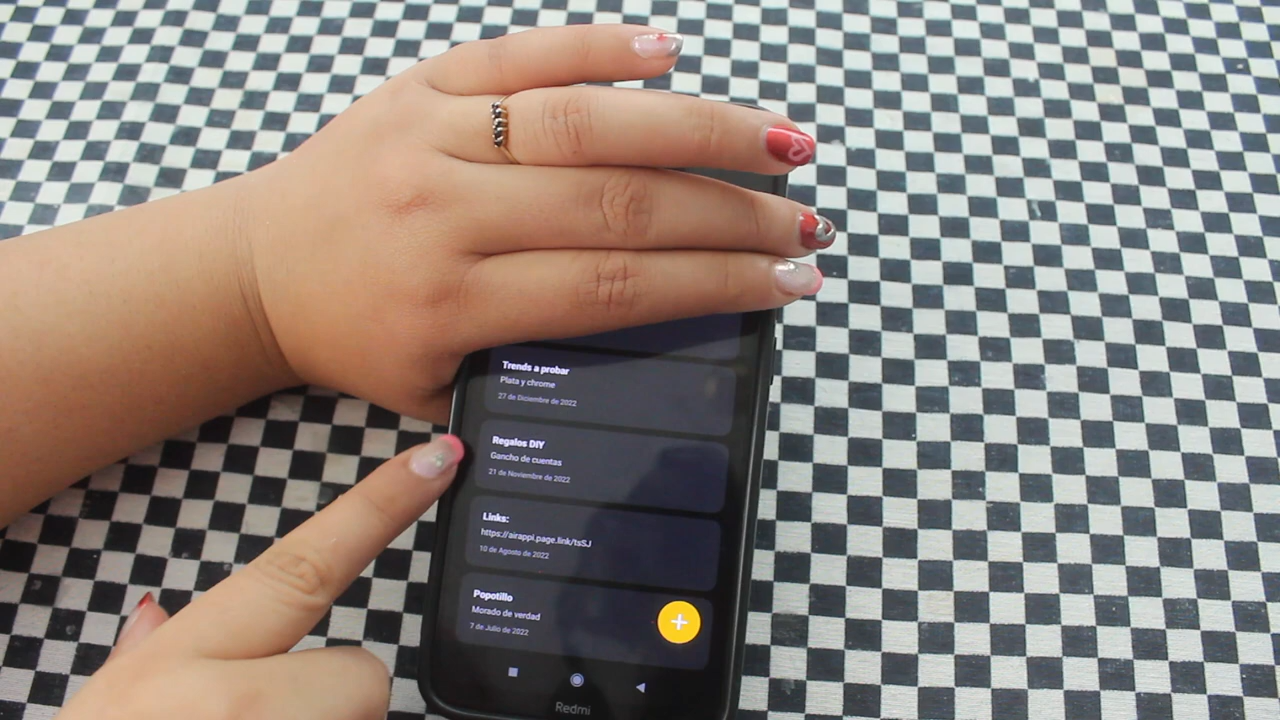 Trends a probar
Plata y chrome
27 de Diciembre de 2022
Regalos DIY
Gancho de cuentas
21 de Noviembre de 2022
Links:
https://airappi.page.link/tsSJ
10 de Agosto de 2022
Popotillo
Morado de verdad
7 de Julio de 2022
+
Redmi